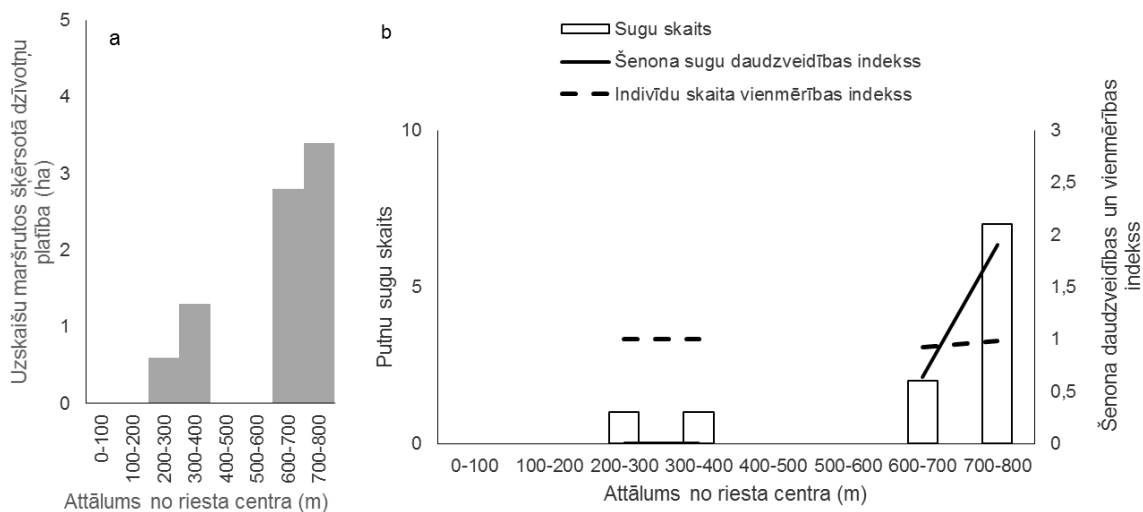 a
Uzskaišu maršrutos šķērsotā dzīvotņu
platība (ha)
5
4
3
2
1
0
0-100
100-200
200-300
300-400
400-500
500-600
600-700
700-800
Attālums no riesta centra (m)
b
Sugu skaits
Šenona sugu daudzveidības indekss
Indivīdu skaita vienmērības indekss
Putnu sugu skaits
10
5
0
3
2,5
2
1,5
1
0,5
0
Šenona daudzveidības un vienmērības
indekss
0-100 100-200 200-300 300-400 400-500 500-600 600-700 700-800
Attālums no riesta centra (m)